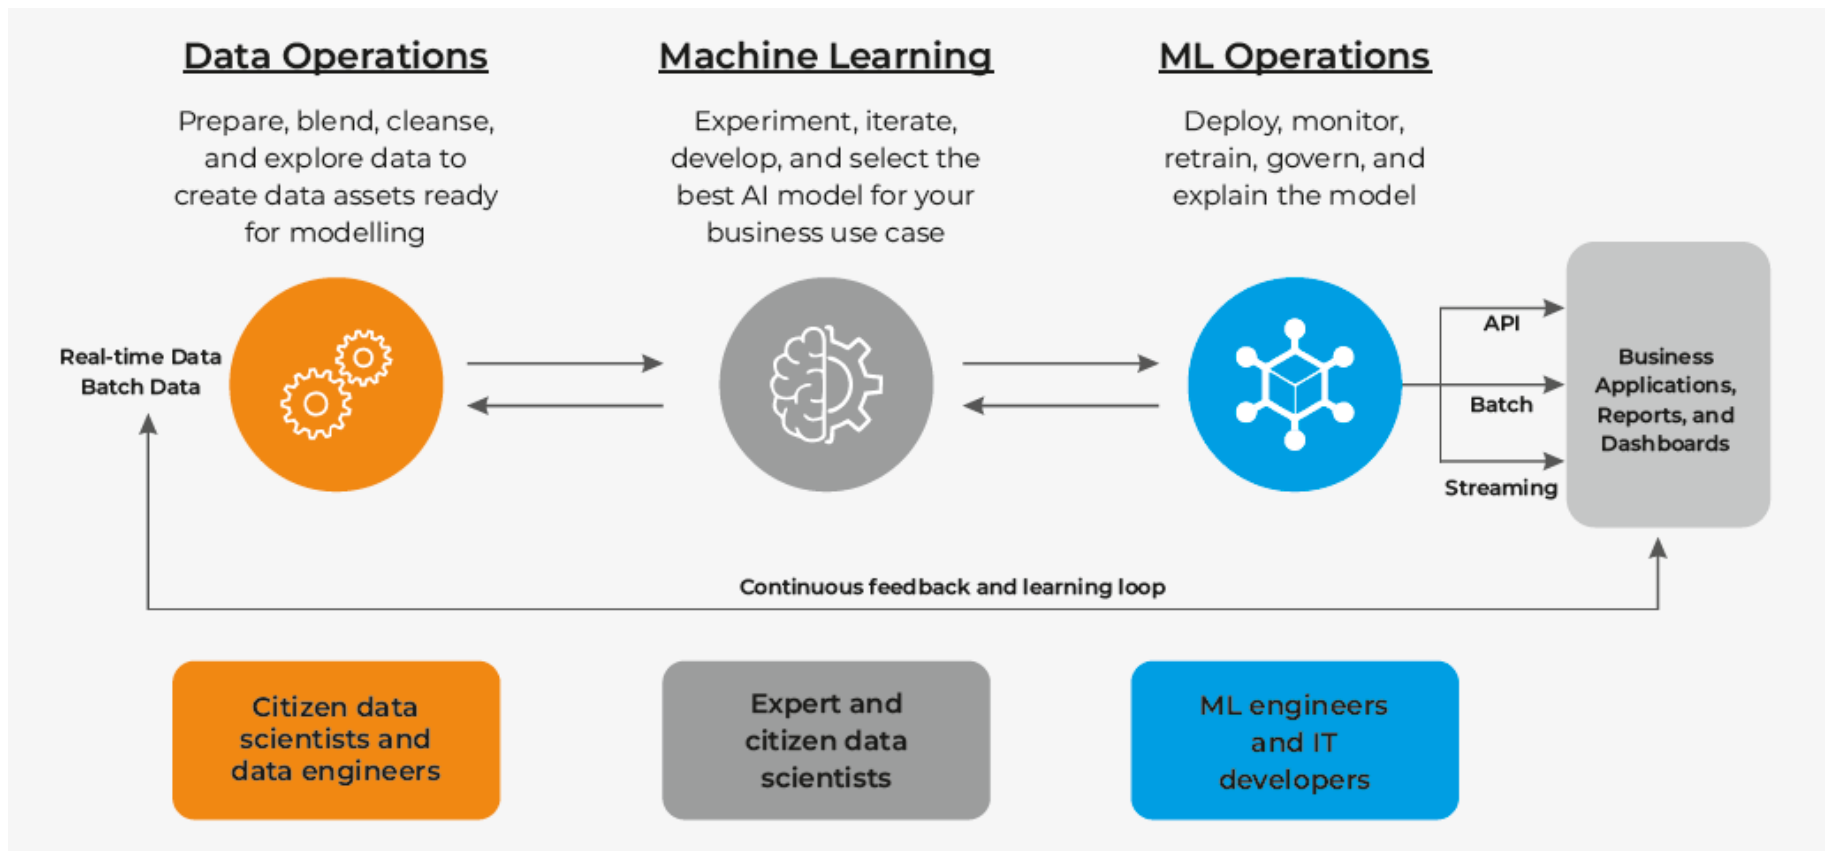 Data Operations
Prepare, blend, cleanse,
and explore data to
create data assets ready
for modelling
Machine Learning
Experiment, iterate,
develop, and select the
best AI model for your
business use case
ML Operations
Deploy, monitor,
retrain, govern, and
explain the model
Real-time Data
Batch Data
API
Batch
Streaming
Business
Applications,
Reports, and
Dashboards
Continuous feedback and learning loop
Citizen data
scientists and
data engineers
Expert and
citizen data
scientists
ML engineers
and IT
developers